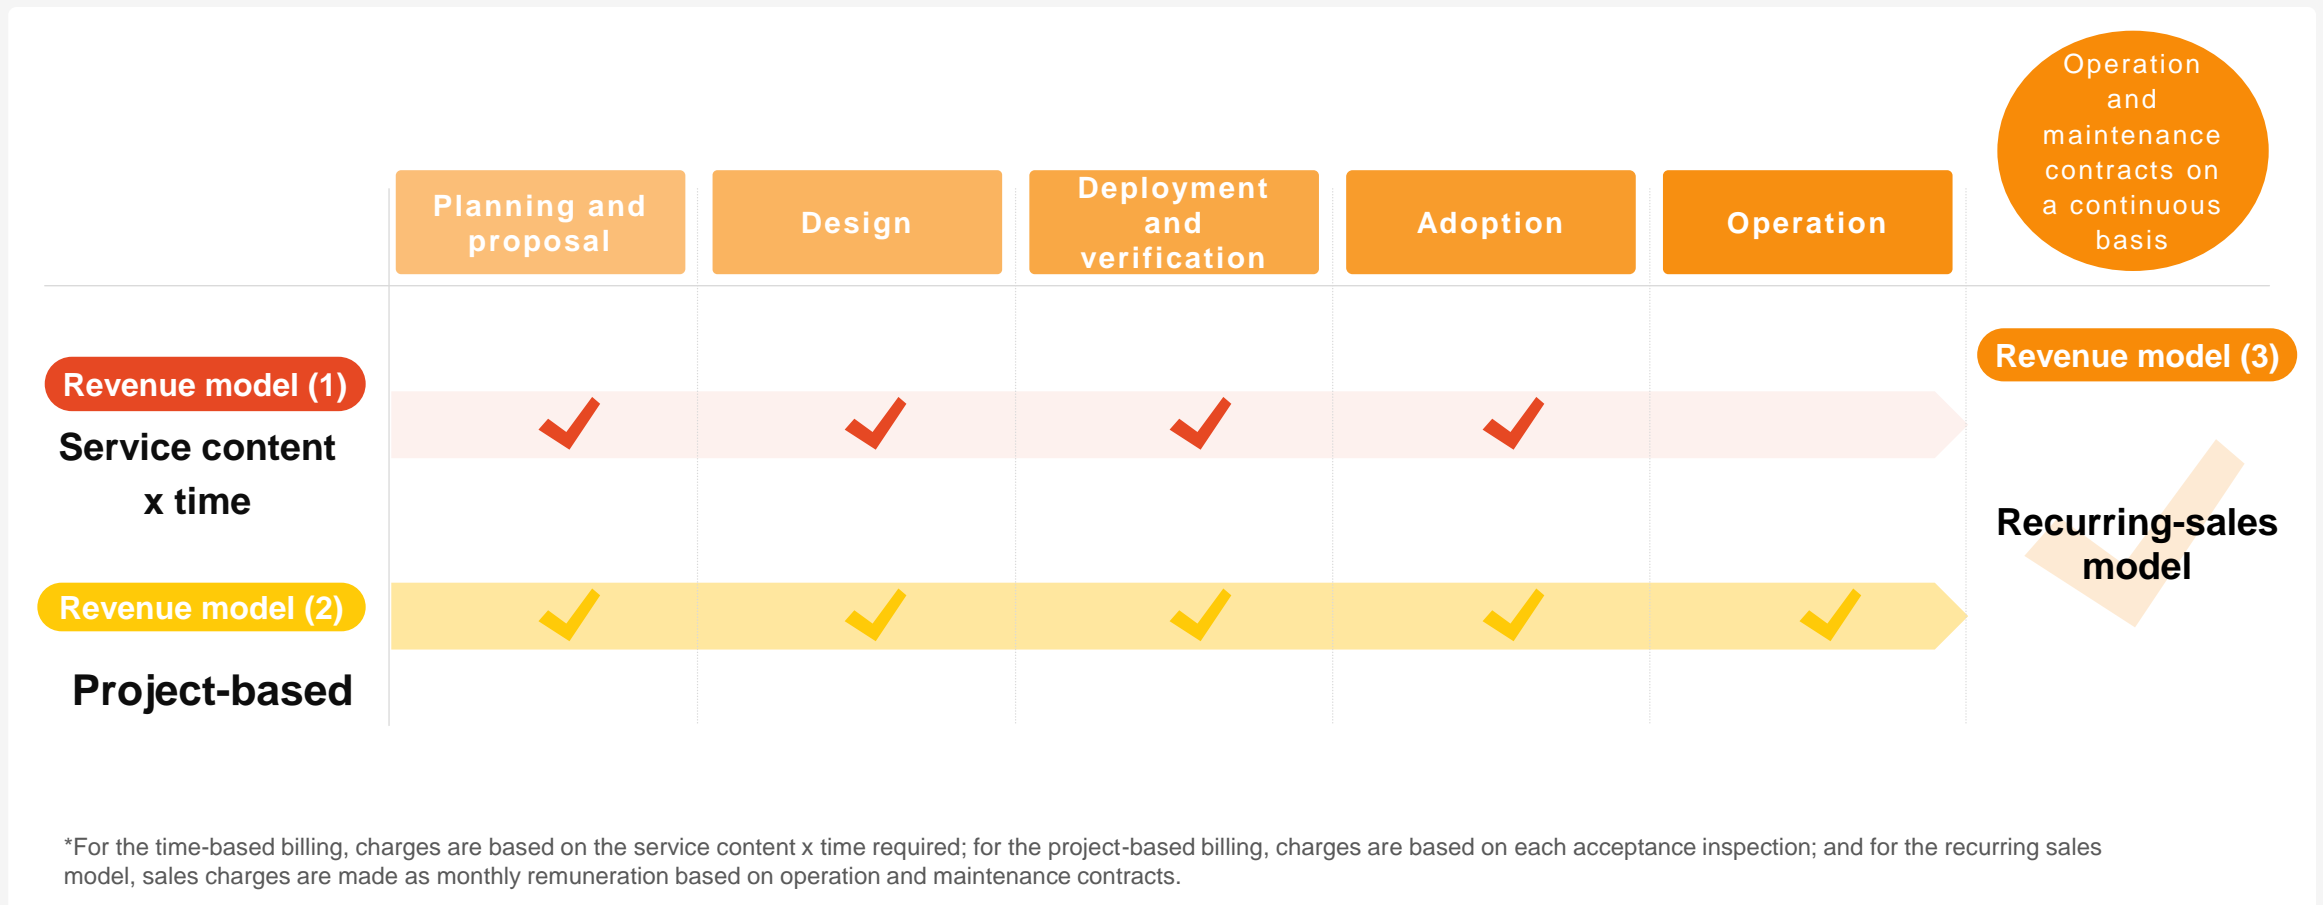 Operation
and
maintenance
contracts on
a continuous
basis
Planning and
proposal
Design
Deployment
and
verification
Adoption
Operation
Revenue model (1)
Service content
x time
Revenue model (2)
Project-based
Revenue model (3)
Recurring-sales
model
*For the time-based billing, charges are based on the service content x time required; for the project-based billing, charges are based on each acceptance inspection; and for the recurring sales
model, sales charges are made as monthly remuneration based on operation and maintenance contracts.